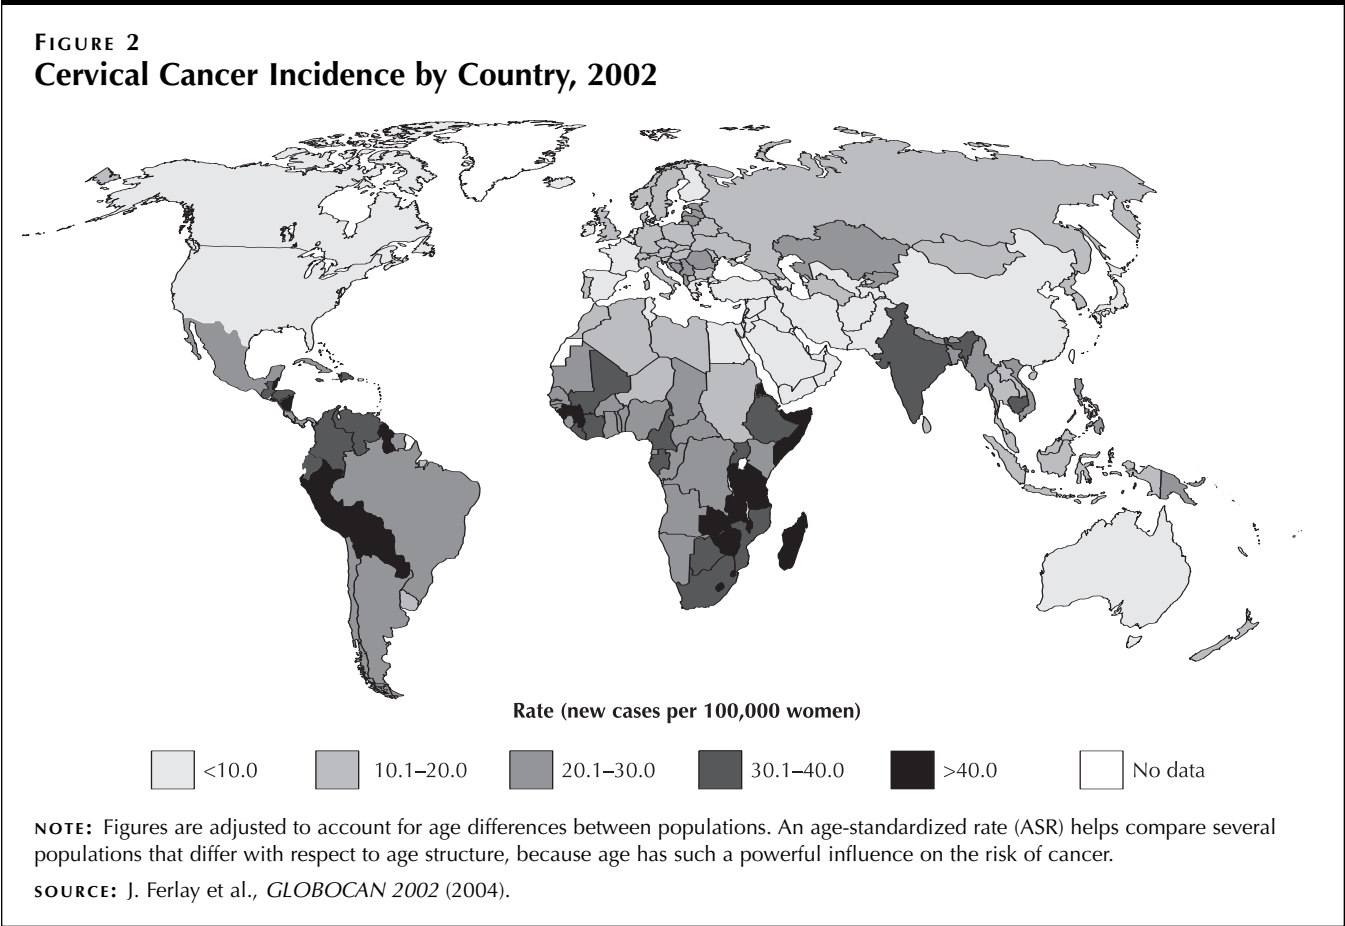 FIGURE 2
Cervical Cancer Incidence by Country, 2002
Rate (new cases per 100,000 women)
<10.0 10.1–20.0 20.1–30.0 30.1–40.0 >40.0 No data
NOTE: Figures are adjusted to account for age differences between populations. An age-standardized rate (ASR) helps compare several
populations that differ with respect to age structure, because age has such a powerful influence on the risk of cancer.
SOURCE: J. Ferlay et al., GLOBOCAN 2002 (2004).